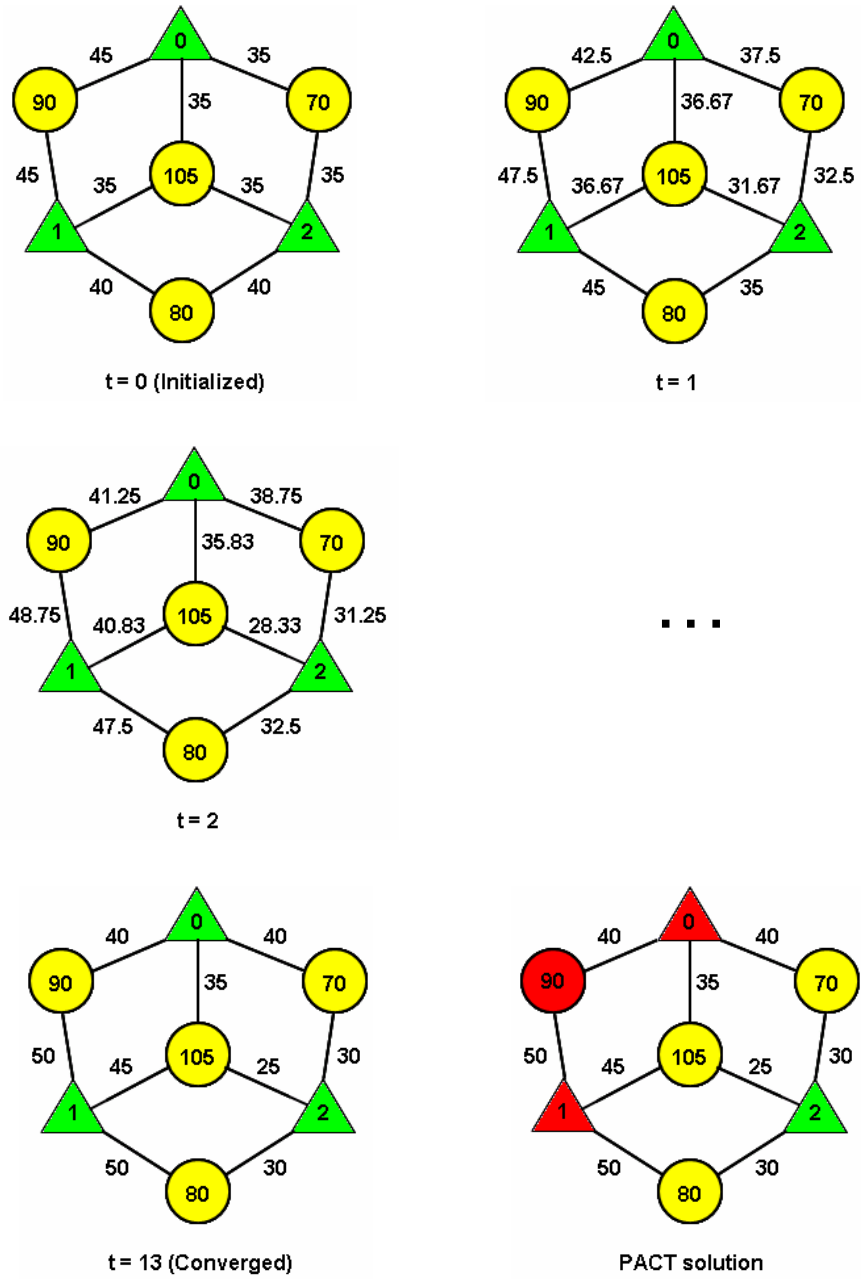 0
45 35
90 35 70
45 35 105 35 35
1 2
40 40
80
t = 0 (Initialized)
0
42.5 37.5
90 36.67 70
47.5 36.67 105 31.67 32.5
1 2
45 35
80
t = 1
0
41.25 38.75
90 35.83 70
48.75 40.83 105 28.33 31.25
1 2
47.5 32.5
80
t = 2
. . .
0
40 40
90 35 70
50 45 105 25 30
1 2
50 30
80
t = 13 (Converged)
0
40 40
90 35 70
50 45 105 25 30
1 2
50 30
80
PACT solution